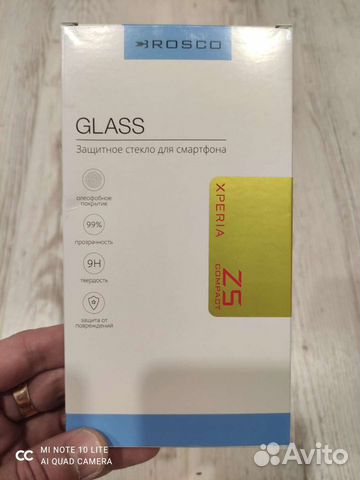 BROSCO
GLASS
Защитное стекло для смартфона
олеофобное
покрытие
99%
прозрачность
9H
твердость
защита от
повреждений
XPERIA
Z5
COMPACT
MI NOTE 10 LITE
AI QUAD CAMERA
Avito